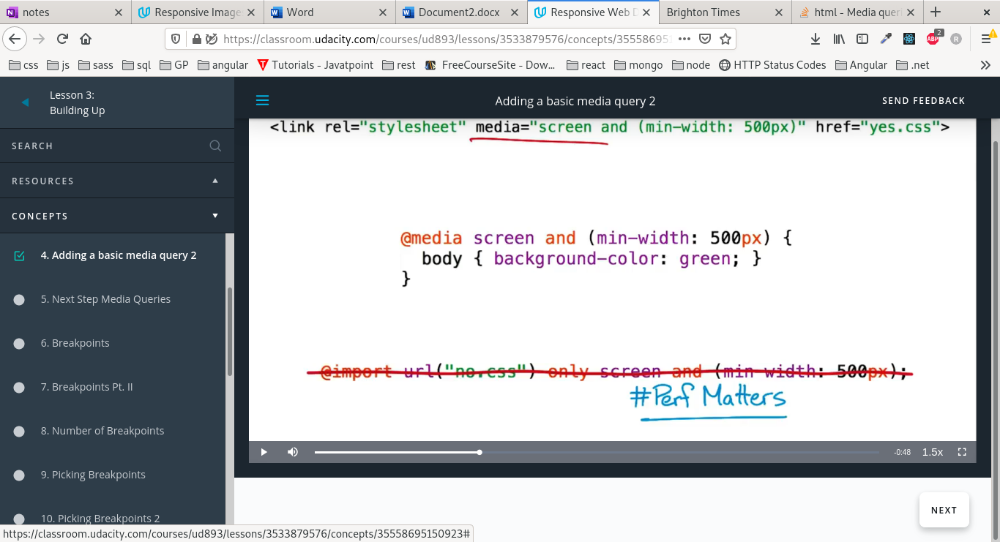 notes
Responsive Image
Word
Document2.docx
Responsive Web D
Brighton Times
html - Media quer
https://classroom.udacity.com/courses/ud893/lessons/3533879576/concepts/355586951
ABP
2
R
css
js
sass
sql
GP
angular
Tutorials - Javatpoint
rest
FreeCourseSite - Dow...
react
mongo
node
HTTP Status Codes
Angular
.net
Lesson 3:
Building Up
Adding a basic media query 2
SEND FEEDBACK
SEARCH
RESOURCES
CONCEPTS
4. Adding a basic media query 2
5. Next Step Media Queries
6. Breakpoints
7. Breakpoints Pt. II
8. Number of Breakpoints
9. Picking Breakpoints
10. Picking Breakpoints 2
<link rel="stylesheet" media="screen and (min-width: 500px)" href="yes.css">
@media screen and (min-width: 500px) {
body { background-color: green; }
}
@import url("no.css") only screen and (min-width: 500px);
#Perf Matters
-0:48
1.5x
NEXT
https://classroom.udacity.com/courses/ud893/lessons/3533879576/concepts/35558695150923#